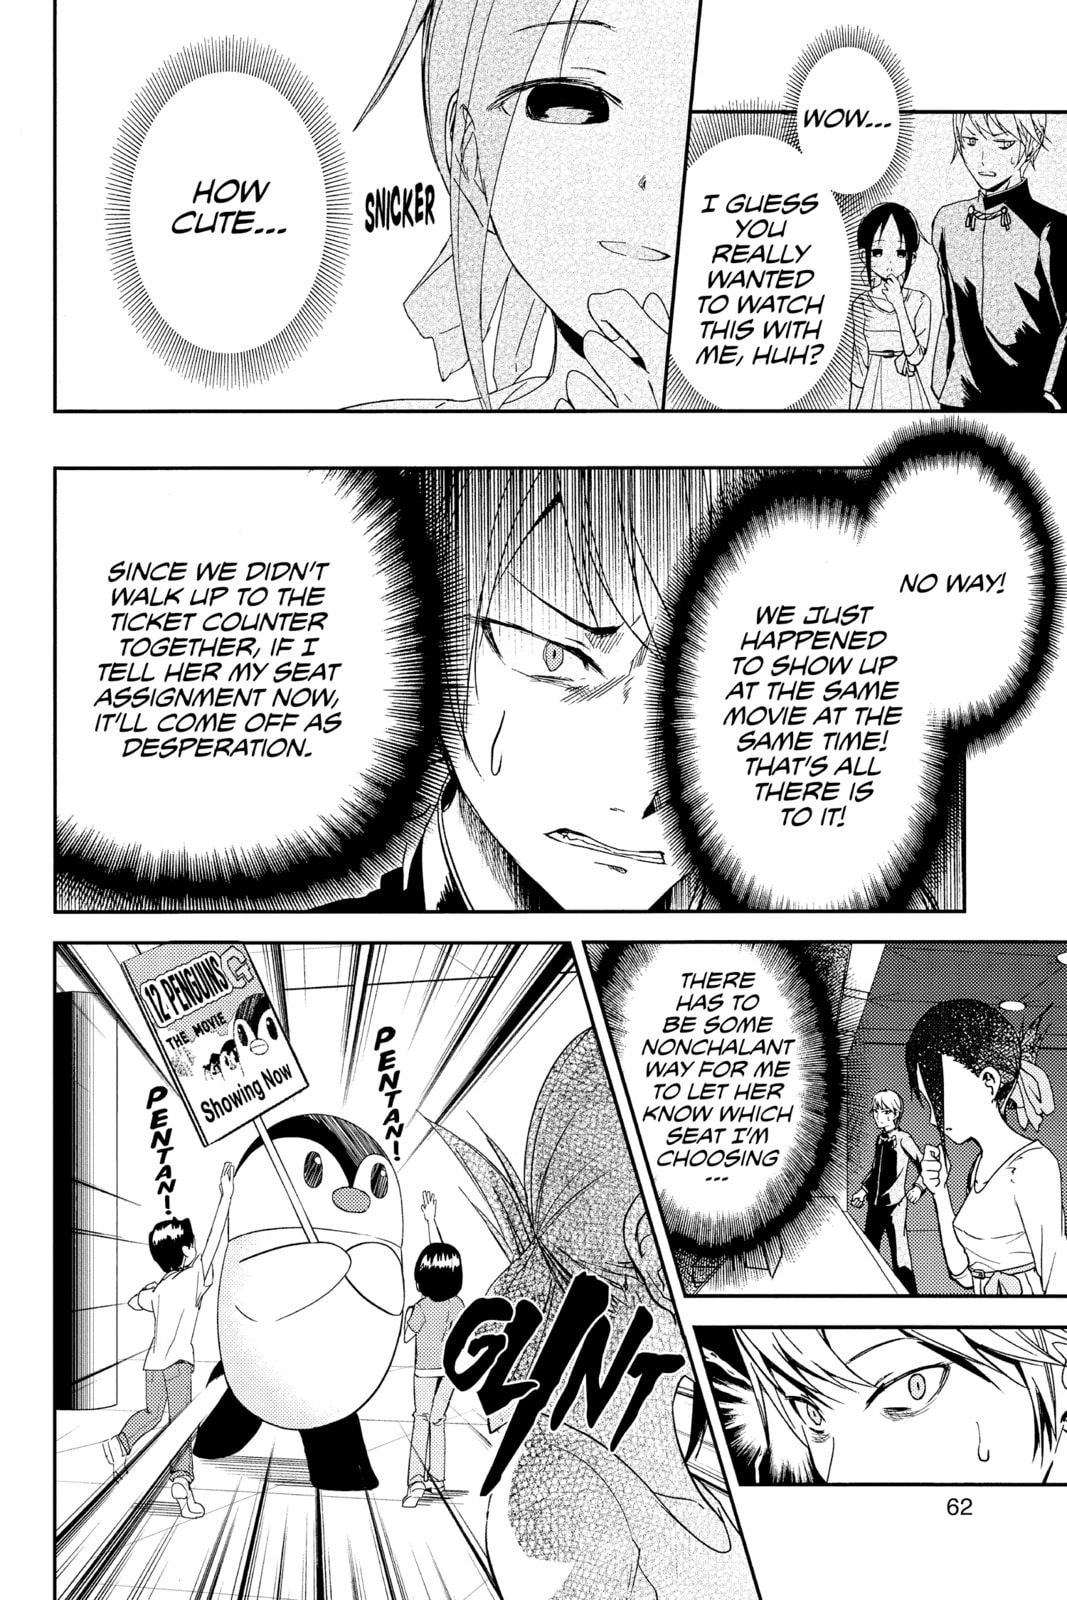 WOW...
I GUESS
YOU
REALLY
WANTED
TO WATCH
THIS WITH
ME, HUH?
SNICKER
HOW
CUTE...
NO WAY!
WE JUST
HAPPENED
TO SHOW UP
AT THE SAME
MOVIE AT THE
SAME TIME!
THAT'S ALL
THERE IS
TO IT!
SINCE WE DIDN'T
WALK UP TO THE
TICKET COUNTER
TOGETHER, IF I
TELL HER MY SEAT
ASSIGNMENT NOW,
IT'LL COME OFF AS
DESPERATION.
THERE
HAS TO
BE SOME
NONCHALANT
WAY FOR ME
TO LET HER
KNOW WHICH
SEAT I'M
CHOOSING
...
12 PENGUINS G
THE MOVIE
Showing Now
PENTAN!
PENTAN!
GLINT
62